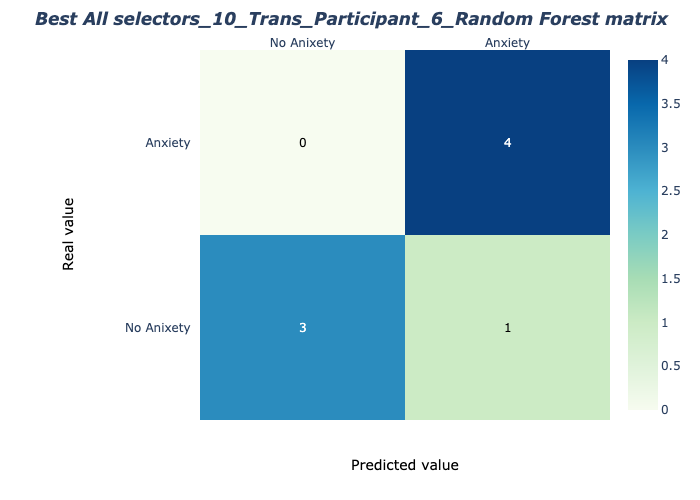 Best All selectors_10_Trans_Participant_6_Random Forest matrix
No Anixety
Anxiety
4
3.5
3
2.5
2
1.5
1
0.5
0
Anxiety
0
4
Real value
No Anixety
3
1
Predicted value